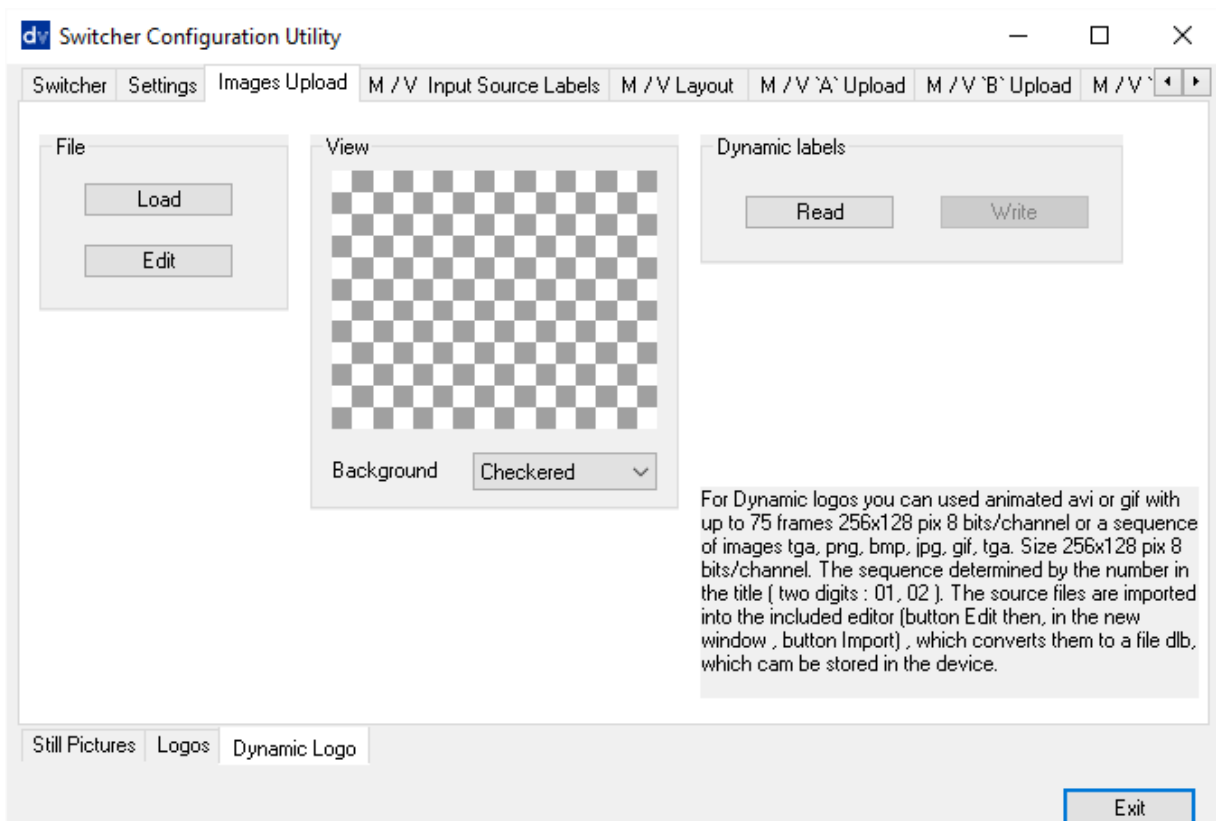 dv Switcher Configuration Utility
Switcher Settings Images Upload M / V Input Source Labels M / V Layout M / V `A` Upload M / V `B` Upload M / V `
File
Load
Edit
View
Background Checkered
Dynamic labels
Read Write
For Dynamic logos you can used animated avi or gif with
up to 75 frames 256x128 pix 8 bits/channel or a sequence
of images tga, png, bmp, jpg, gif, tga. Size 256x128 pix 8
bits/channel. The sequence determined by the number in
the title ( two digits : 01, 02 ). The source files are imported
into the included editor (button Edit then, in the new
window , button Import) , which converts them to a file dlb,
which cam be stored in the device.
Still Pictures Logos Dynamic Logo
Exit